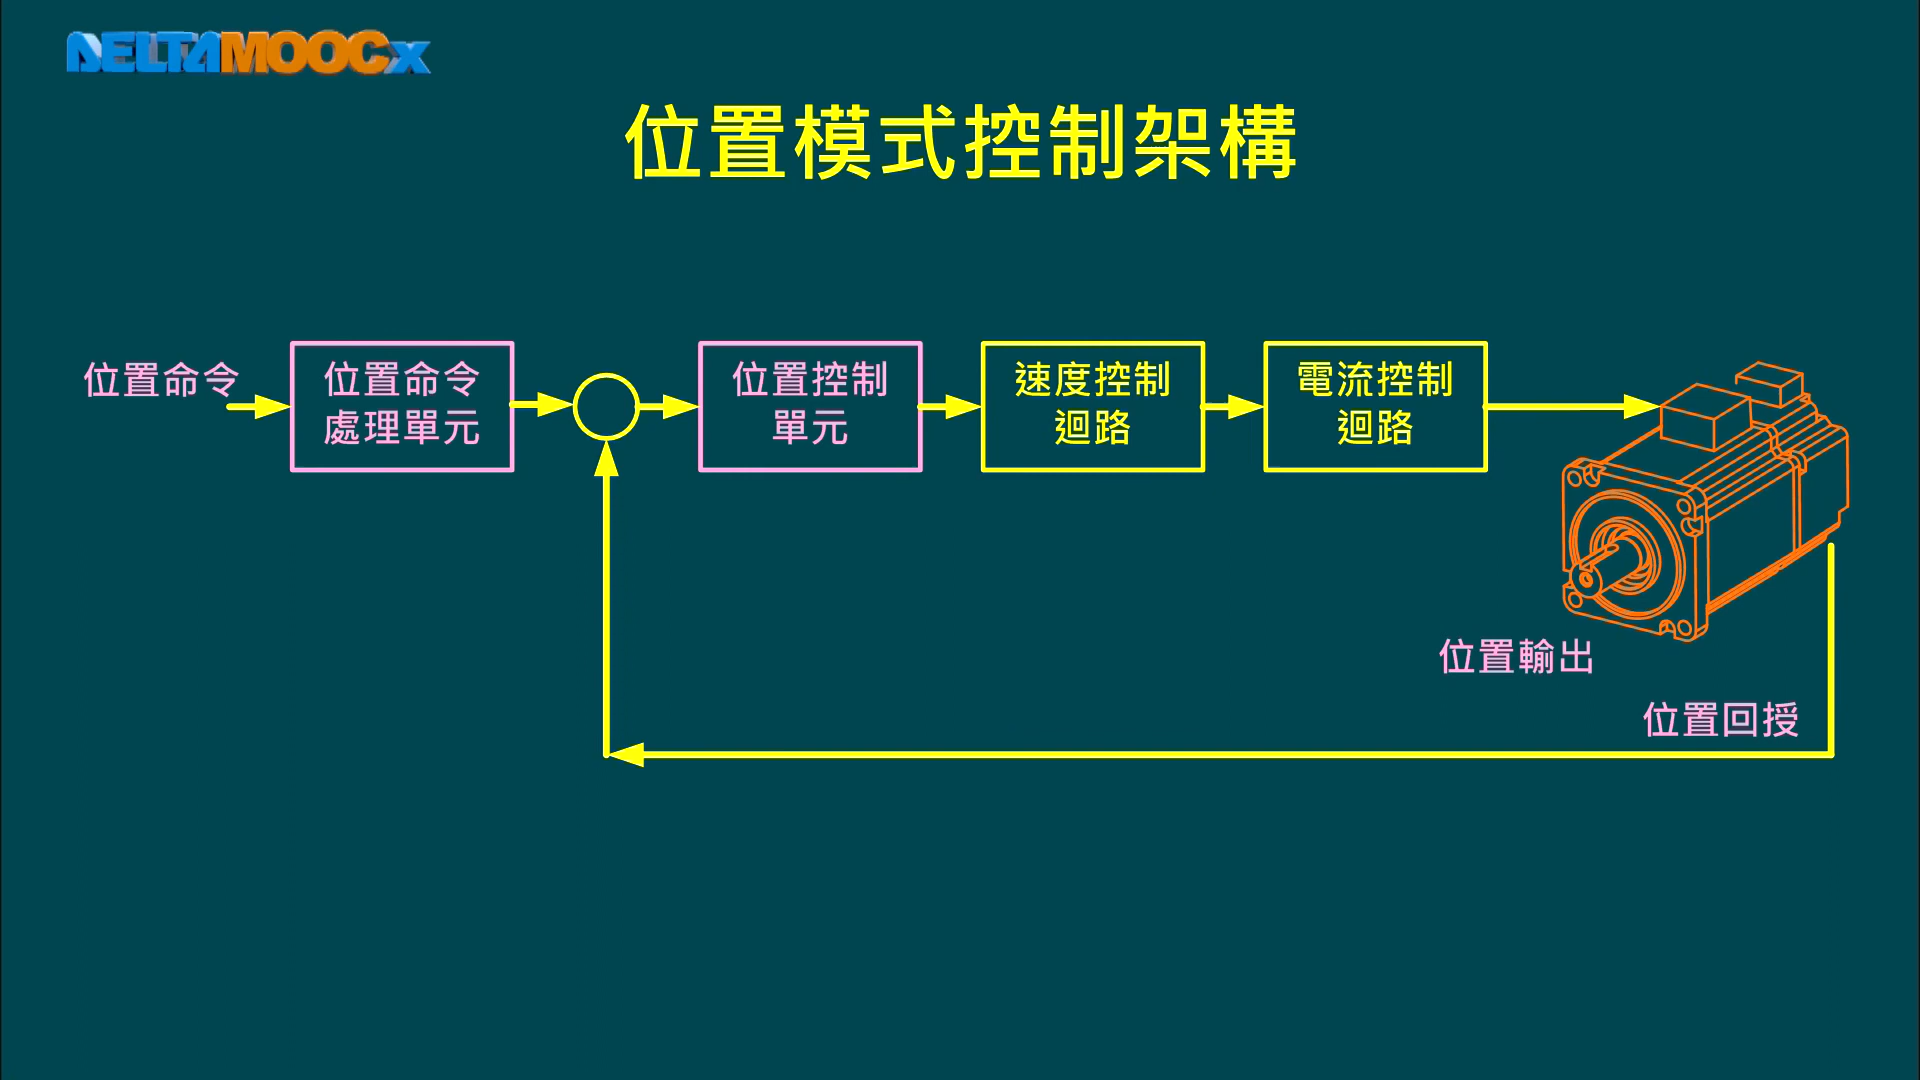 DELTAMOOCx
位置模式控制架構
位置命令
位置命令
處理單元
位置控制
單元
速度控制
迴路
電流控制
迴路
位置輸出
位置回授